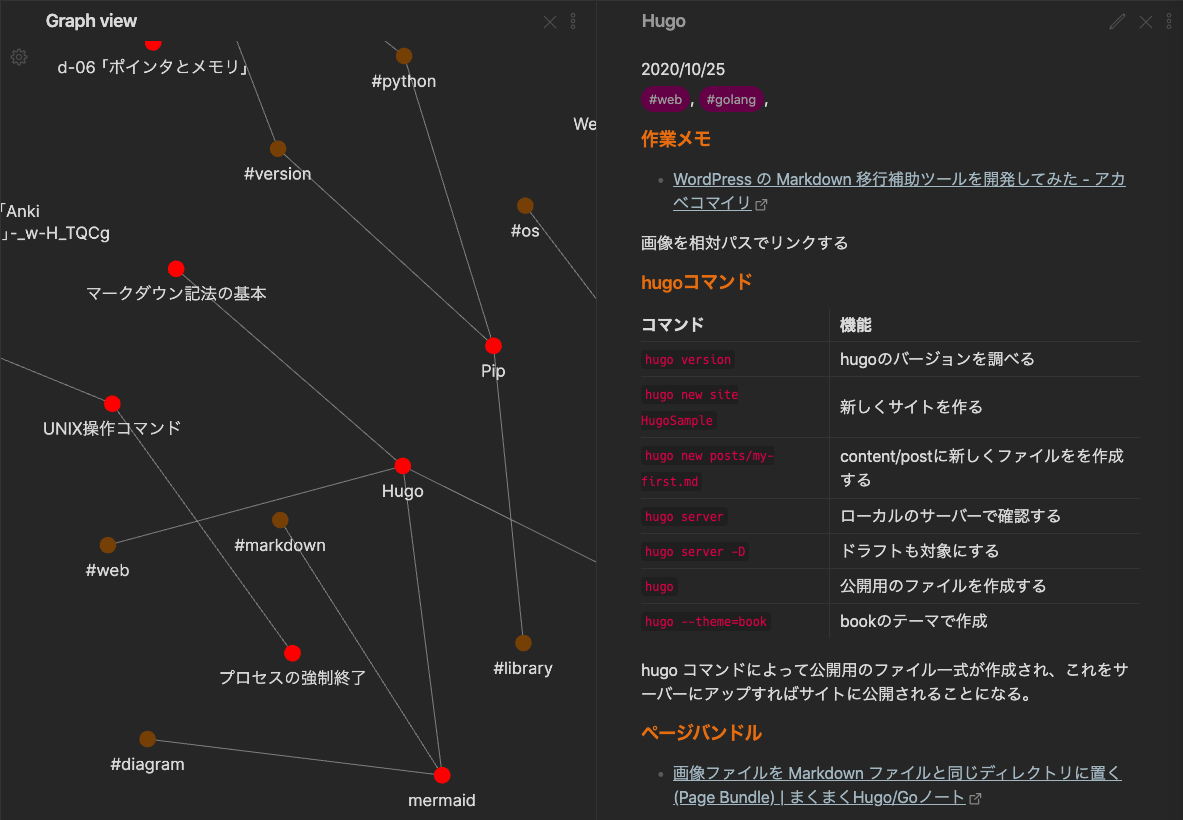 Graph view
d-06「ポインタとメモリ」
#python
We
#version
「Anki
」-_w-H_TQCg
#os
マークダウン記法の基本
Pip
UNIX操作コマンド
Hugo
#markdown
#web
#library
プロセスの強制終了
#diagram
mermaid
Hugo
2020/10/25
#web, #golang,
作業メモ
WordPress の Markdown 移行補助ツールを開発してみた - アカ
ベコマイリ
画像を相対パスでリンクする
hugoコマンド
コマンド 機能
hugo version hugoのバージョンを調べる
hugo new site
HugoSample
新しくサイトを作る
hugo new posts/my-
first.md
content/postに新しくファイルをを作成
する
hugo server ローカルのサーバーで確認する
hugo server -D ドラフトも対象にする
hugo 公開用のファイルを作成する
hugo --theme=book bookのテーマで作成
hugo コマンドによって公開用のファイル一式が作成され、これをサ
ーバーにアップすればサイトに公開されることになる。
ページバンドル
画像ファイルを Markdown ファイルと同じディレクトリに置く
(Page Bundle) | まくまくHugo/Goノート